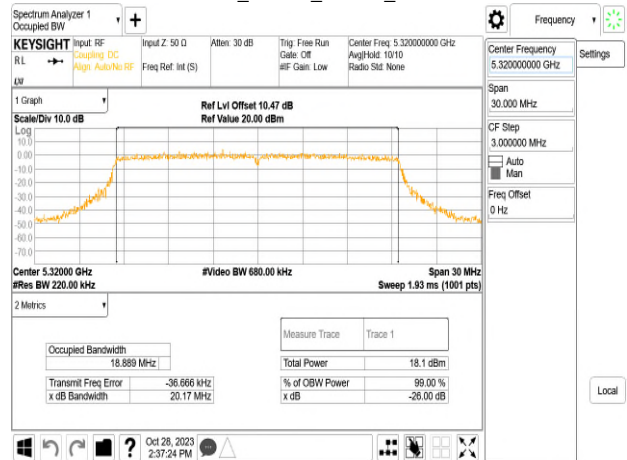 Spectrum Analyzer 1
Occupied BW
Frequency
KEYSIGHT
RL
Input: RF
Coupling: DC
Align: Auto/No RF
Input Z: 50 Ω
Freq Ref: Int (S)
Atten: 30 dB
Trig: Free Run
Gate: Off
#IF Gain: Low
Center Freq: 5.320000000 GHz
Avg|Hold: 10/10
Radio Std: None
Center Frequency
5.320000000 GHz
Settings
Span
30.000 MHz
CF Step
3.000000 MHz
Auto
Man
Freq Offset
0 Hz
Local
1 Graph
Scale/Div 10.0 dB
Ref Lvl Offset 10.47 dB
Ref Value 20.00 dBm
Log
10.0
0.00
-10.0
-20.0
-30.0
-40.0
-50.0
-60.0
-70.0
Center 5.32000 GHz
#Video BW 680.00 kHz
Span 30 MHz
#Res BW 220.00 kHz
Sweep 1.93 ms (1001 pts)
2 Metrics
Measure Trace Trace 1
Occupied Bandwidth
18.889 MHz
Total Power 18.1 dBm
Transmit Freq Error -36.666 kHz
% of OBW Power 99.00 %
x dB Bandwidth 20.17 MHz
x dB -26.00 dB
Oct 28, 2023
2:37:24 PM